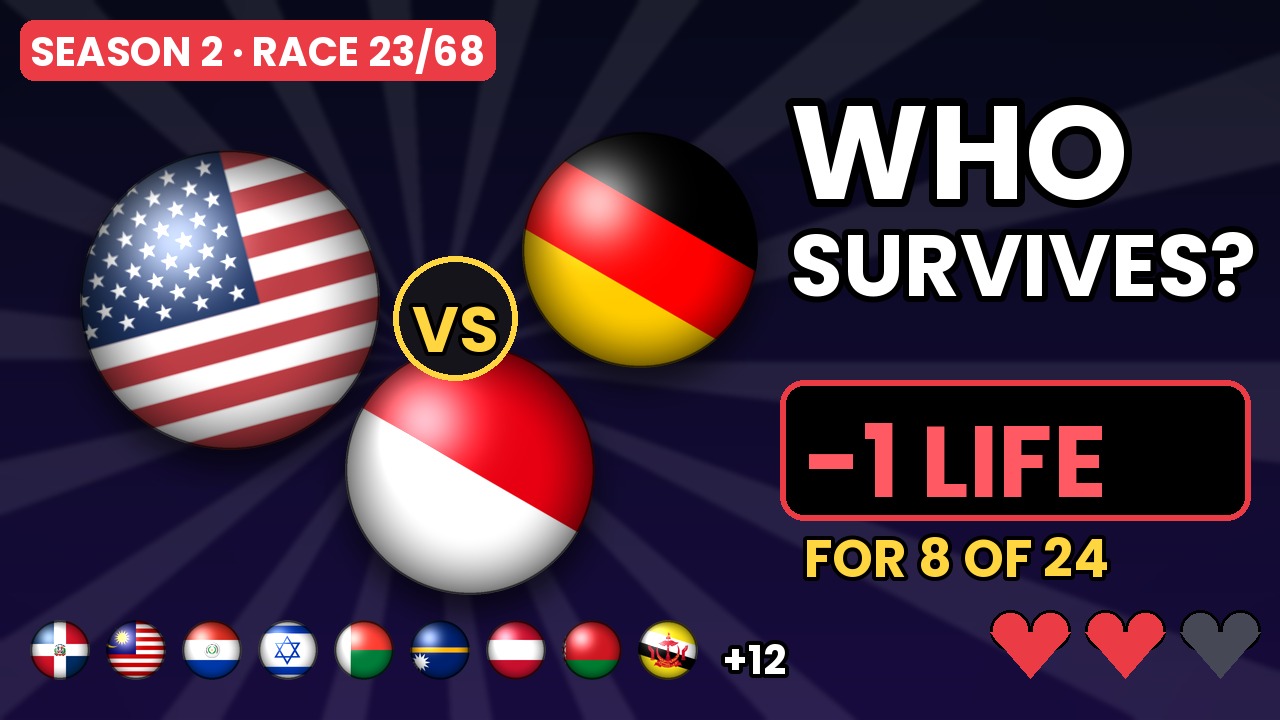 SEASON 2 · RACE 23/68
WHO
SURVIVES?
VS
–1 LIFE
FOR 8 OF 24
+12